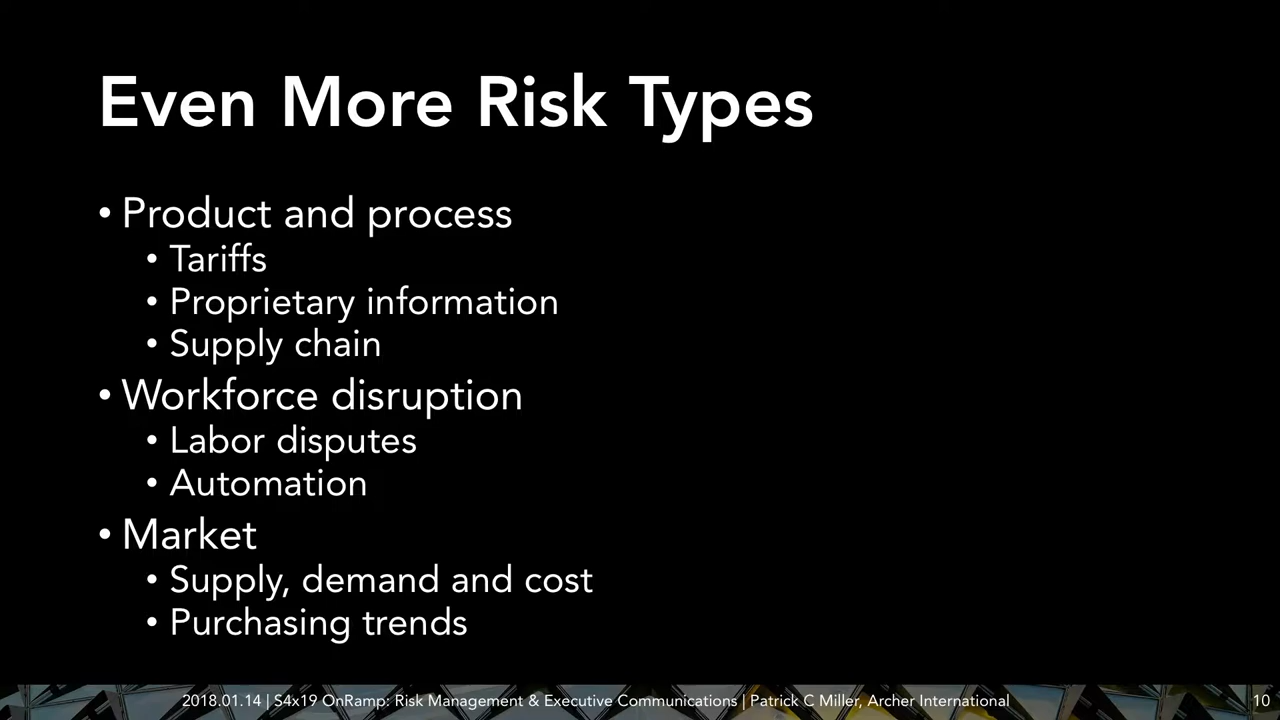 Even More Risk Types
• Product and process
• Tariffs
• Proprietary information
• Supply chain
• Workforce disruption
• Labor disputes
• Automation
• Market
• Supply, demand and cost
• Purchasing trends
2018.01.14 | S4x19 OnRamp: Risk Management & Executive Communications | Patrick C Miller, Archer International
10